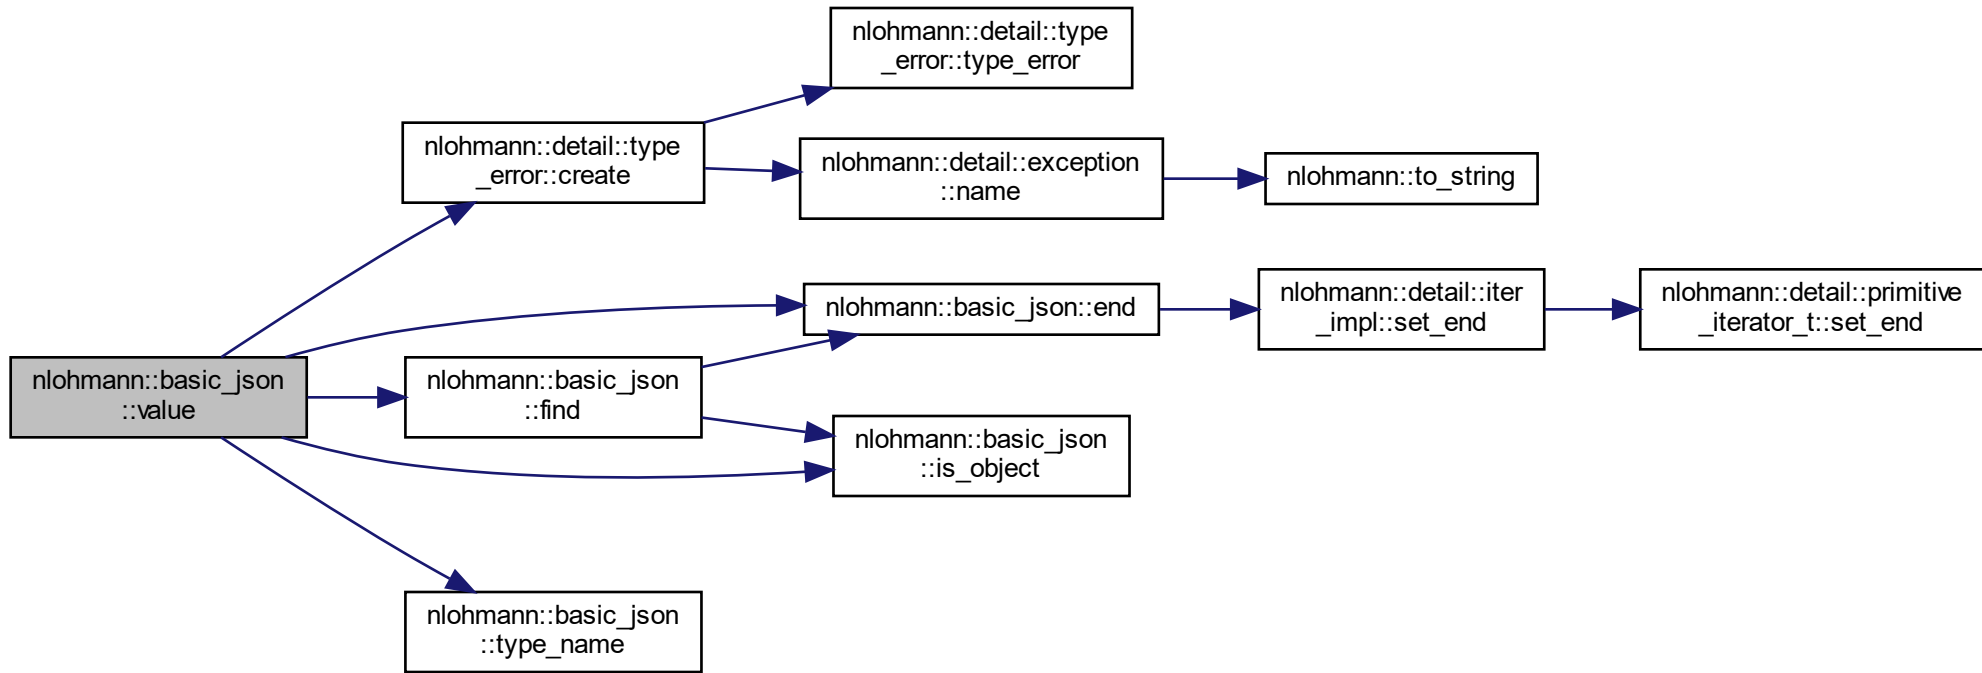 nlohmann::detail::type
_error::type_error
nlohmann::detail::type
_error::create
nlohmann::detail::exception
::name
nlohmann::to_string
nlohmann::basic_json::end
nlohmann::detail::iter
_impl::set_end
nlohmann::detail::primitive
_iterator_t::set_end
nlohmann::basic_json
::value
nlohmann::basic_json
::find
nlohmann::basic_json
::is_object
nlohmann::basic_json
::type_name